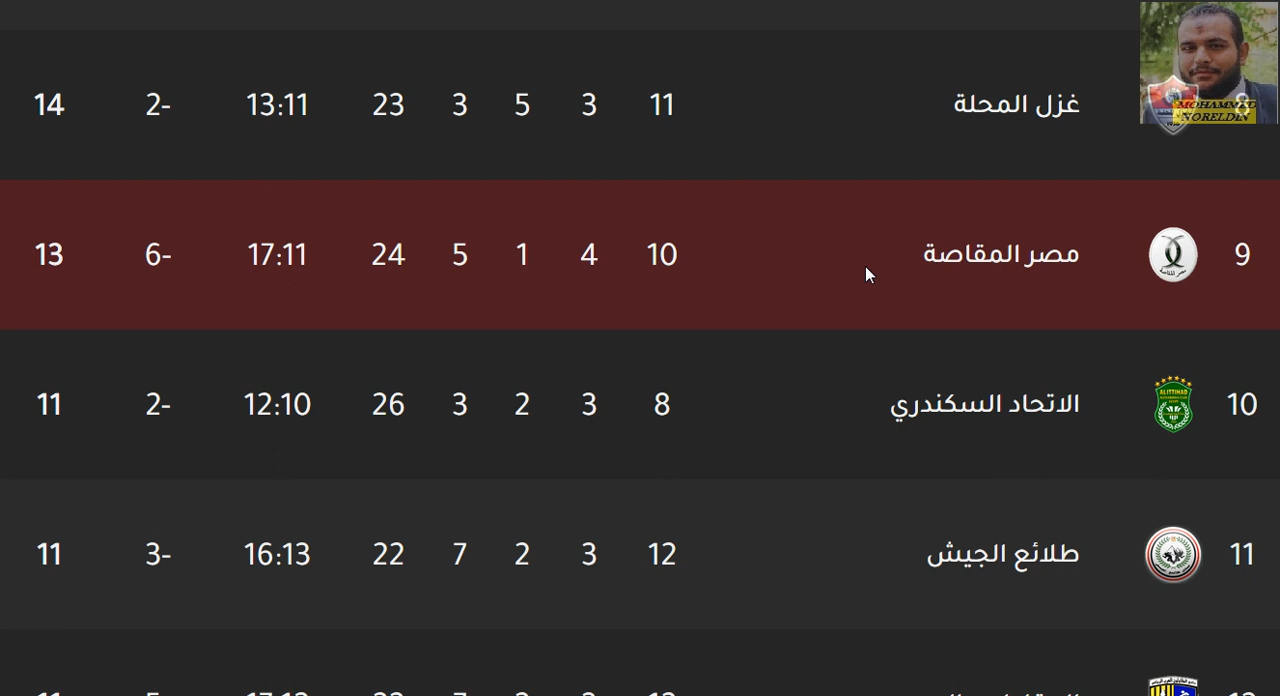 MOHAMMED
NORELDIN
8 غزل المحلة 11 3 5 3 23 13:11 2- 14
9 مصر المقاصة 10 4 1 5 24 17:11 6- 13
10 الاتحاد السكندري 8 3 2 3 26 12:10 2- 11
11 طلائع الجيش 12 3 2 7 22 16:13 3- 11